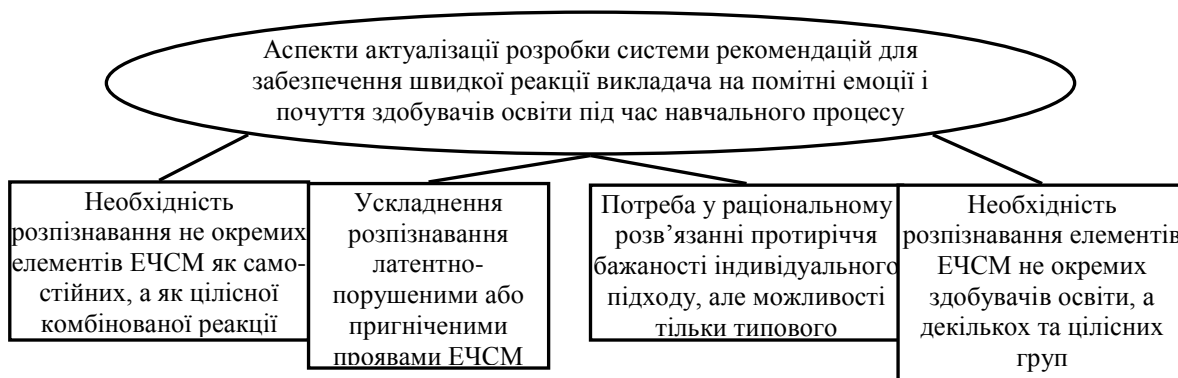 Аспекти актуалізації розробки системи рекомендацій для
забезпечення швидкої реакції викладача на помітні емоції і
почуття здобувачів освіти під час навчального процесу
Необхідність
розпізнавання не окремих
елементів ЕЧСМ як само-
стійних, а як цілісної
комбінованої реакції
Ускладнення
розпізнавання
латентно-
порушеними або
пригніченими
проявами ЕЧСМ
Потреба у раціональному
розв’язанні протиріччя
бажаності індивідуального
підходу, але можливості
тільки типового
Необхідність
розпізнавання елементів
ЕЧСМ не окремих
здобувачів освіти, а
декількох та цілісних
груп